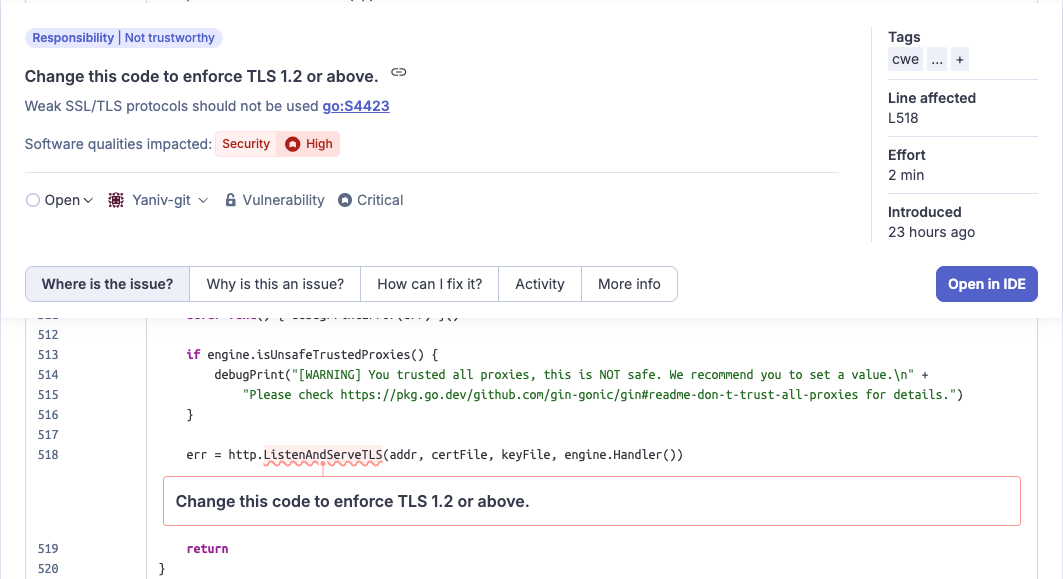 Responsibility | Not trustworthy
Change this code to enforce TLS 1.2 or above.
Weak SSL/TLS protocols should not be used go:S4423
Software qualities impacted: Security High
Open Yaniv-git Vulnerability Critical
Tags
cwe ... +
Line affected
L518
Effort
2 min
Introduced
23 hours ago
Where is the issue? Why is this an issue? How can I fix it? Activity More info Open in IDE
512
513 if engine.isUnsafeTrustedProxies() {
514 debugPrint("[WARNING] You trusted all proxies, this is NOT safe. We recommend you to set a value.\n" +
515 "Please check https://pkg.go.dev/github.com/gin-gonic/gin#readme-don-t-trust-all-proxies for details.")
516 }
517
518 err = http.ListenAndServeTLS(addr, certFile, keyFile, engine.Handler())
Change this code to enforce TLS 1.2 or above.
519 return
520 }